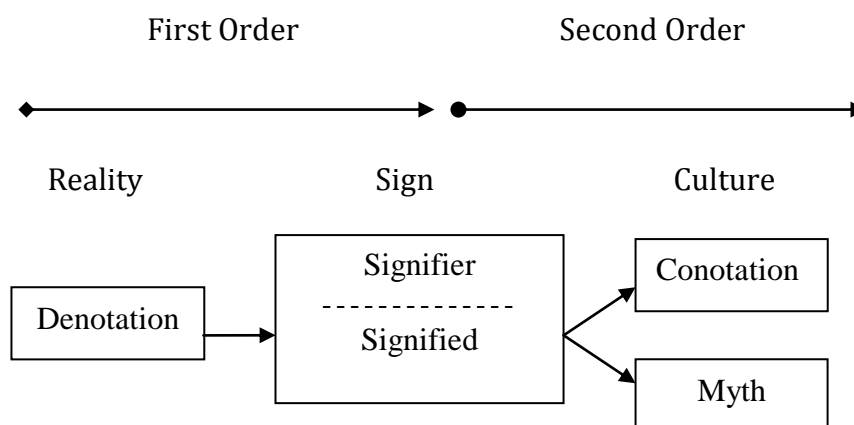 First Order Second Order
Reality Sign Culture
Signifier
Conotation
Denotation
Signified
Myth